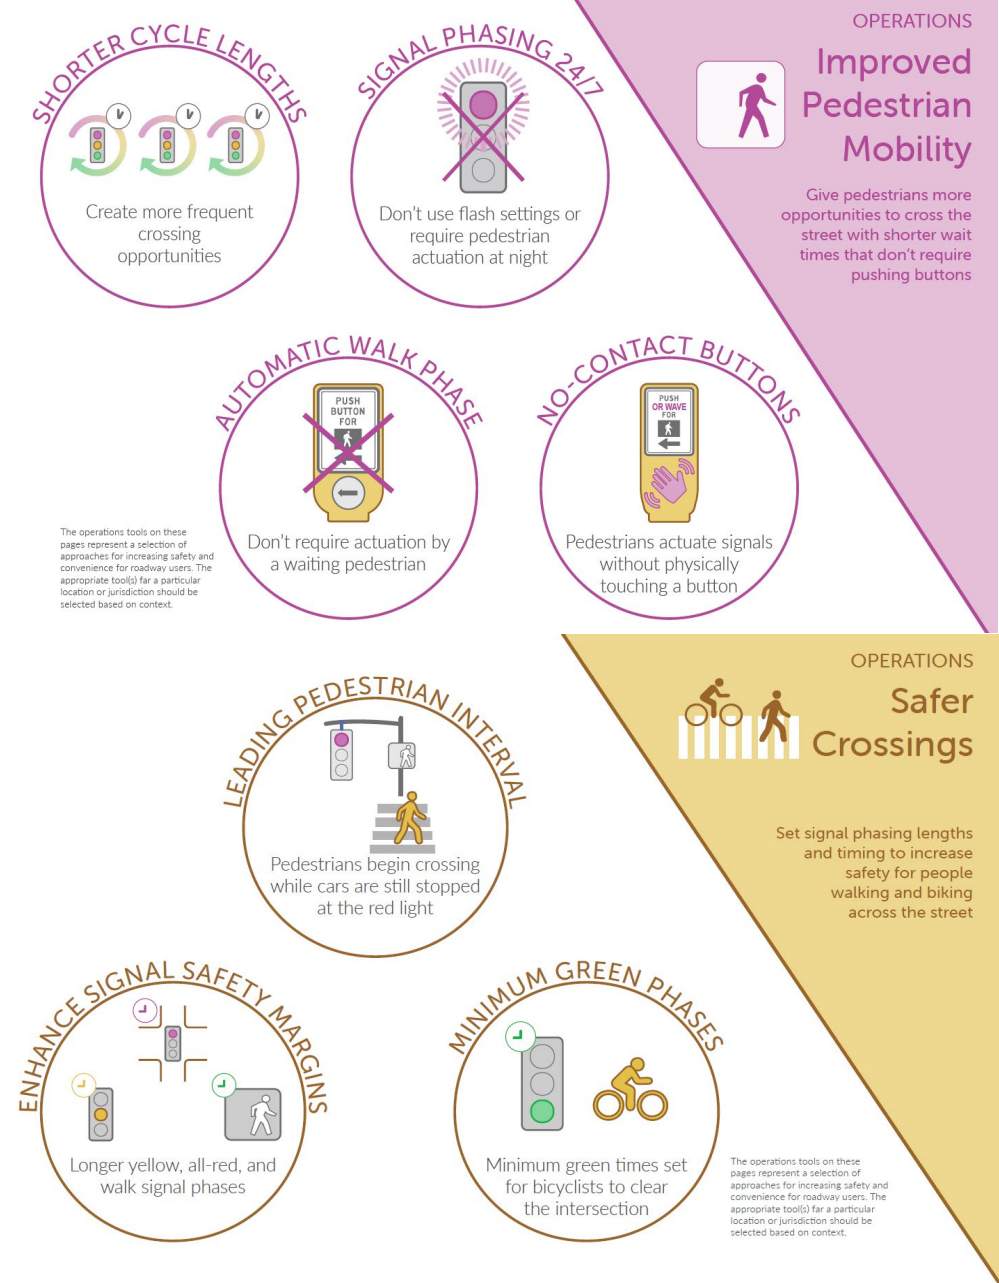 OPERATIONS
Improved
Pedestrian
Mobility
Give pedestrians more
opportunities to cross the
street with shorter wait
times that don't require
pushing buttons
SHORTER CYCLE LENGTHS
Create more frequent
crossing
opportunities
SIGNAL PHASING 24/7
Don't use flash settings or
require pedestrian
actuation at night
AUTOMATIC WALK PHASE
PUSH
BUTTON
FOR
Don't require actuation by
a waiting pedestrian
NO-CONTACT BUTTONS
PUSH
OR WAVE
FOR
Pedestrians actuate signals
without physically
touching a button
The operations tools on these
pages represent a selection of
approaches for increasing safety and
convenience for roadway users. The
appropriate tool(s) far a particular
location or jurisdiction should be
selected based on context.
OPERATIONS
Safer
Crossings
Set signal phasing lengths
and timing to increase
safety for people
walking and biking
across the street
LEADING PEDESTRIAN INTERVAL
Pedestrians begin crossing
while cars are still stopped
at the red light
ENHANCE SIGNAL SAFETY MARGINS
Longer yellow, all-red, and
walk signal phases
MINIMUM GREEN PHASES
Minimum green times set
for bicyclists to clear
the intersection
The operations tools on these
pages represent a selection of
approaches for increasing safety and
convenience for roadway users. The
appropriate tool(s) far a particular
location or jurisdiction should be
selected based on context.